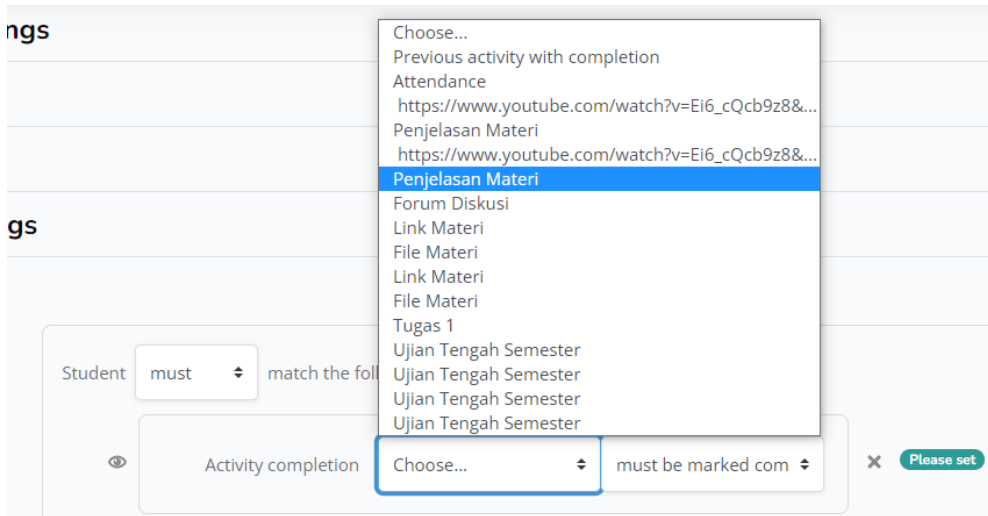 ngs
Choose...
Previous activity with completion
Attendance
https://www.youtube.com/watch?v=Ei6_cQcb9z8&...
Penjelasan Materi
https://www.youtube.com/watch?v=Ei6_cQcb9z8&...
Penjelasan Materi
Forum Diskusi
gs
Link Materi
File Materi
Link Materi
File Materi
Tugas 1
Ujian Tengah Semester
Ujian Tengah Semester
Ujian Tengah Semester
Ujian Tengah Semester
Student must match the foll
Activity completion Choose... must be marked com Please set